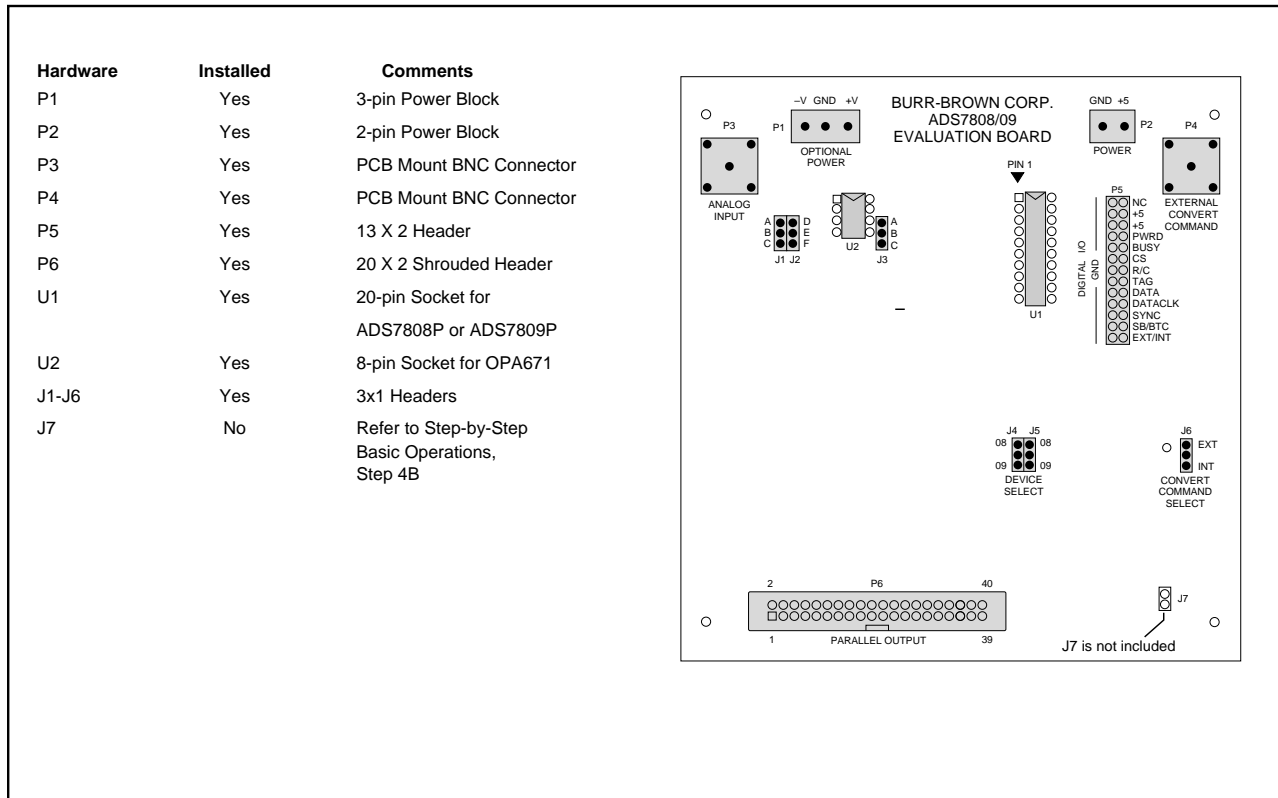 Hardware Installed Comments
P1 Yes 3-pin Power Block
P2 Yes 2-pin Power Block
P3 Yes PCB Mount BNC Connector
P4 Yes PCB Mount BNC Connector
P5 Yes 13 X 2 Header
P6 Yes 20 X 2 Shrouded Header
U1 Yes 20-pin Socket for
ADS7808P or ADS7809P
U2 Yes 8-pin Socket for OPA671
J1-J6 Yes 3x1 Headers
J7 No Refer to Step-by-Step
Basic Operations,
Step 4B
–V GND +V
P1
OPTIONAL
POWER
BURR-BROWN CORP.
ADS7808/09
EVALUATION BOARD
GND +5
P2
POWER
P3
ANALOG
INPUT
P4
EXTERNAL
CONVERT
COMMAND
PIN 1
U1
A D
B E
C F
J1 J2
U2
A
B
C
J3
P5
DIGITAL I/O
GND
NC
+5
+5
PWRD
BUSY
CS
R/C
TAG
DATA
DATACLK
SYNC
SB/BTC
EXT/INT
J4 J5
08 08
09 09
DEVICE
SELECT
J6
EXT
INT
CONVERT
COMMAND
SELECT
2 P6 40
1 PARALLEL OUTPUT 39
J7
J7 is not included